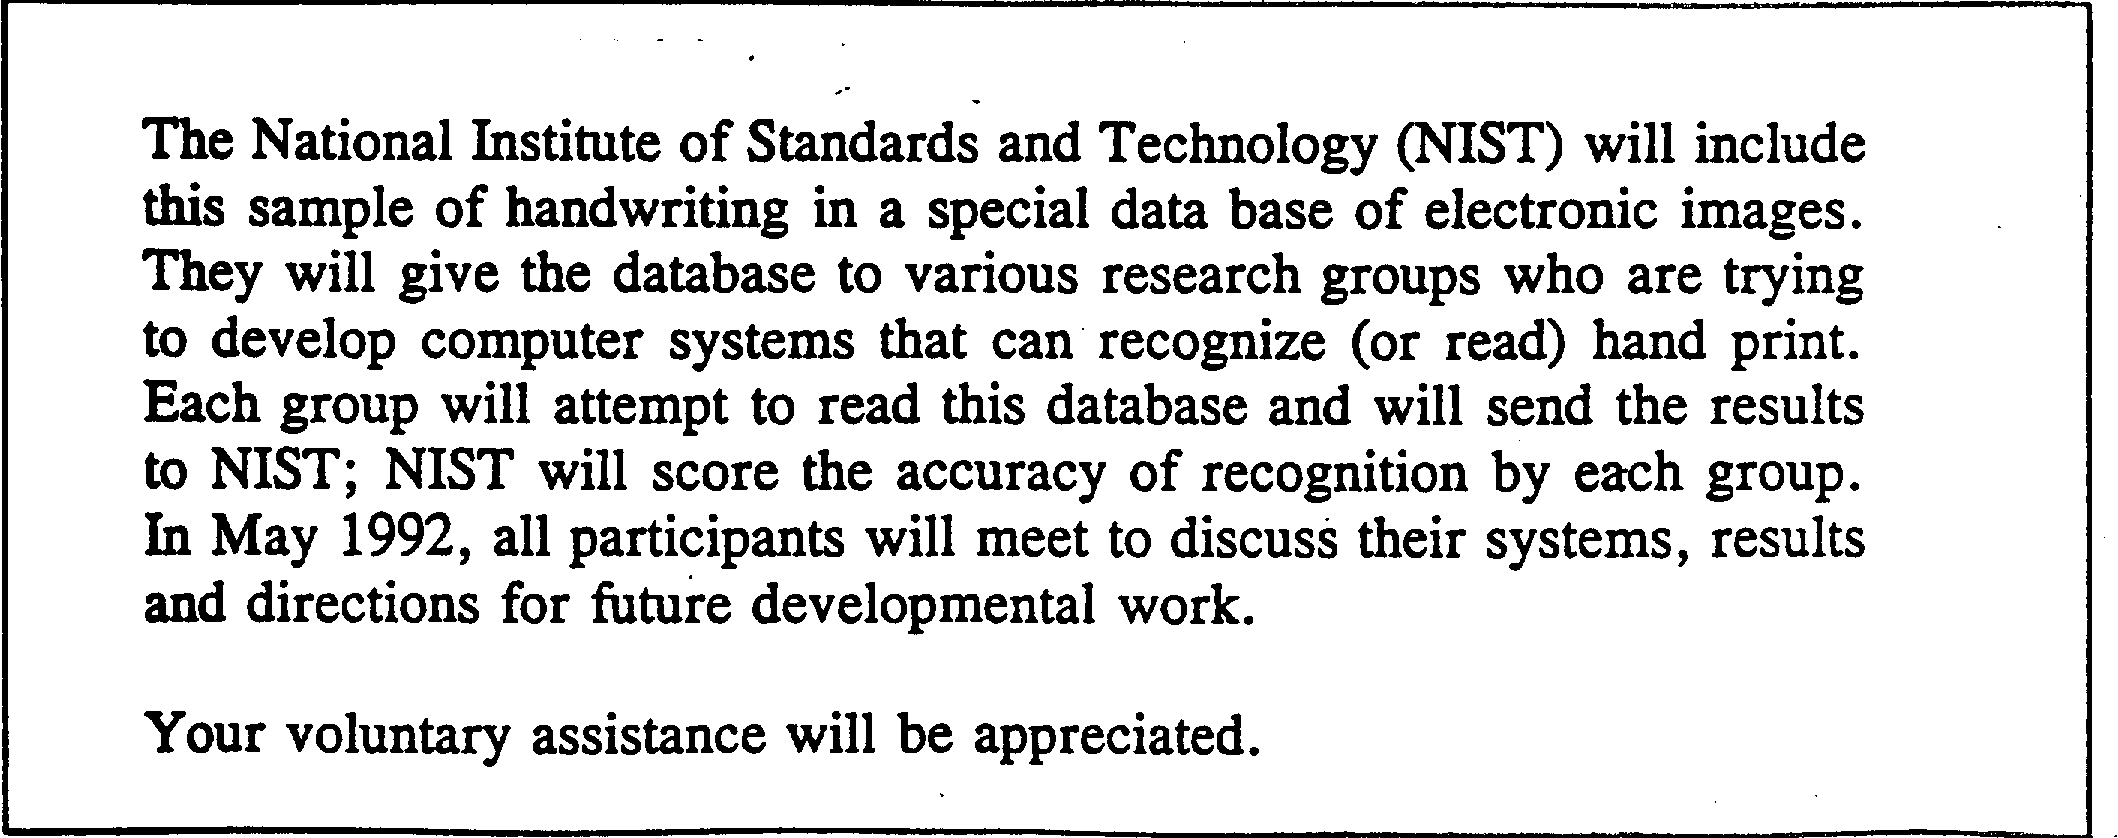 The National Institute of Standards and Technology (NIST) will include
this sample of handwriting in a special data base of electronic images.
They will give the database to various research groups who are trying
to develop computer systems that can recognize (or read) hand print.
Each group will attempt to read this database and will send the results
to NIST; NIST will score the accuracy of recognition by each group.
In May 1992, all participants will meet to discuss their systems, results
and directions for future developmental work.
Your voluntary assistance will be appreciated.